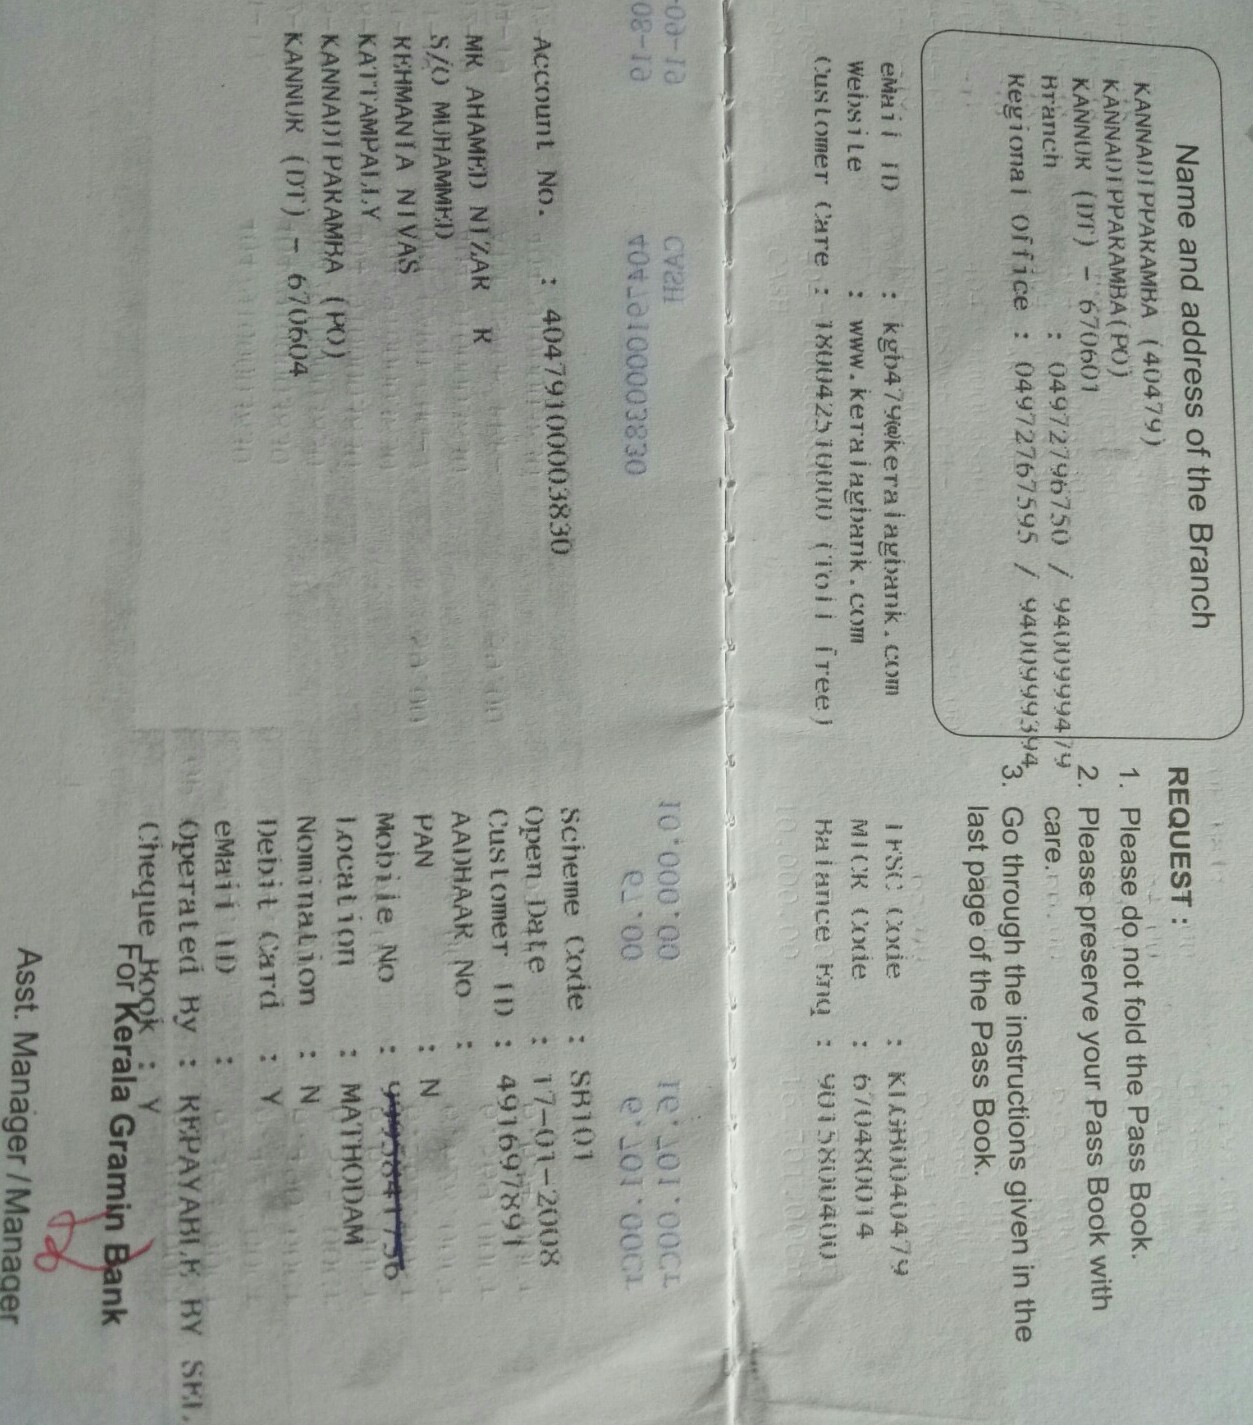 Name and address of the Branch
KANNADIPPARAMBA (40479)
KANNADIPPARAMBA(PO)
KANNUR (DT) - 670601
Branch : 04972796750 / 9400999479
Regional office : 04972767595 / 9400999394
REQUEST :
1. Please do not fold the Pass Book.
2. Please preserve your Pass Book with
care.
3. Go through the instructions given in the
last page of the Pass Book.
eMail ID : kgb479@keralagbank.com
IFSC Code : KLGB0040479
Website : www.keralagbank.com
MICR Code : 670480014
Customer Care : 180042510000 (Toll free)
Balance Enq : 9015800400
Account No. : 40479100003830
MR AHAMED NIZAR K
S/O MUHAMMED
REHMANIA NIVAS
KATTAMPALLY
KANNADIPARAMBA (PO)
KANNUR (DT) - 670604
Scheme Code : SB101
Open Date : 17-01-2008
Customer ID : 491697891
AADHAAR No :
PAN : N
Mobile No :
Location : MATHODAM
Nomination : N
Debit Card : Y
eMail ID :
Operated By : REPAYABLE BY SEL
Cheque Book : Y
For Kerala Gramin Bank
Asst. Manager / Manager